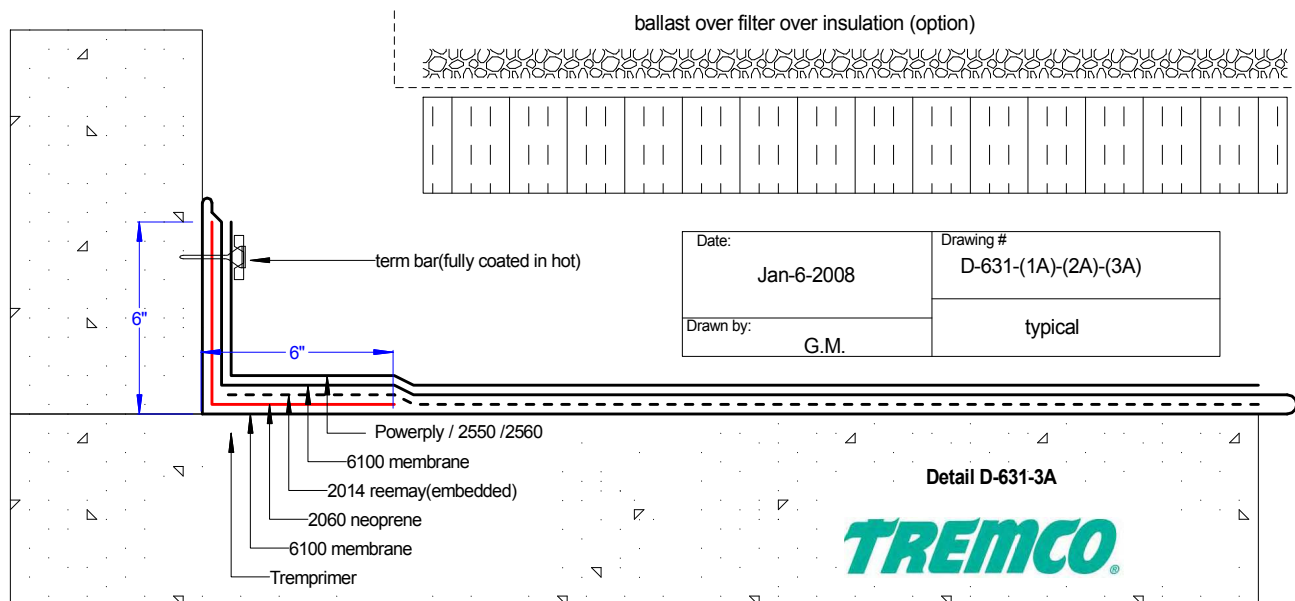 ballast over filter over insulation (option)
term bar(fully coated in hot)
Date:
Jan-6-2008
Drawing #
D-631-(1A)-(2A)-(3A)
Drawn by:
G.M.
typical
6"
6"
Powerply / 2550 /2560
6100 membrane
2014 reemay(embedded)
2060 neoprene
6100 membrane
Tremprimer
Detail D-631-3A
TREMCO®